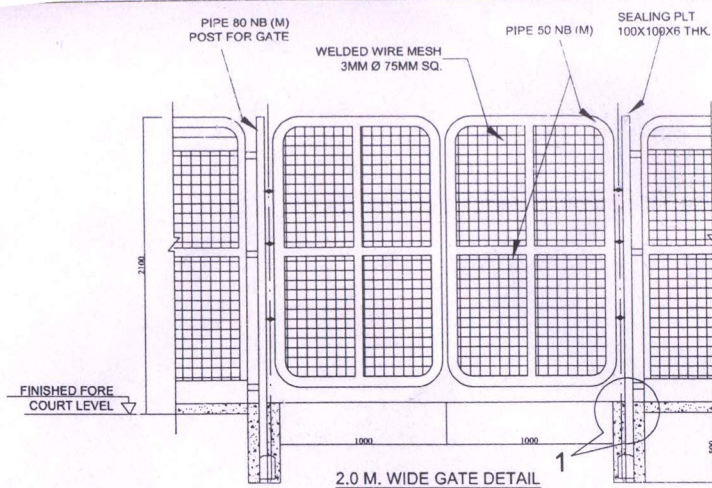 PIPE 80 NB (M)
POST FOR GATE
WELDED WIRE MESH
3MM Ø 75MM SQ.
PIPE 50 NB (M)
SEALING PLT
100X100X6 THK.
2100
FINISHED FORE
COURT LEVEL
1000
1000
1
2.0 M. WIDE GATE DETAIL